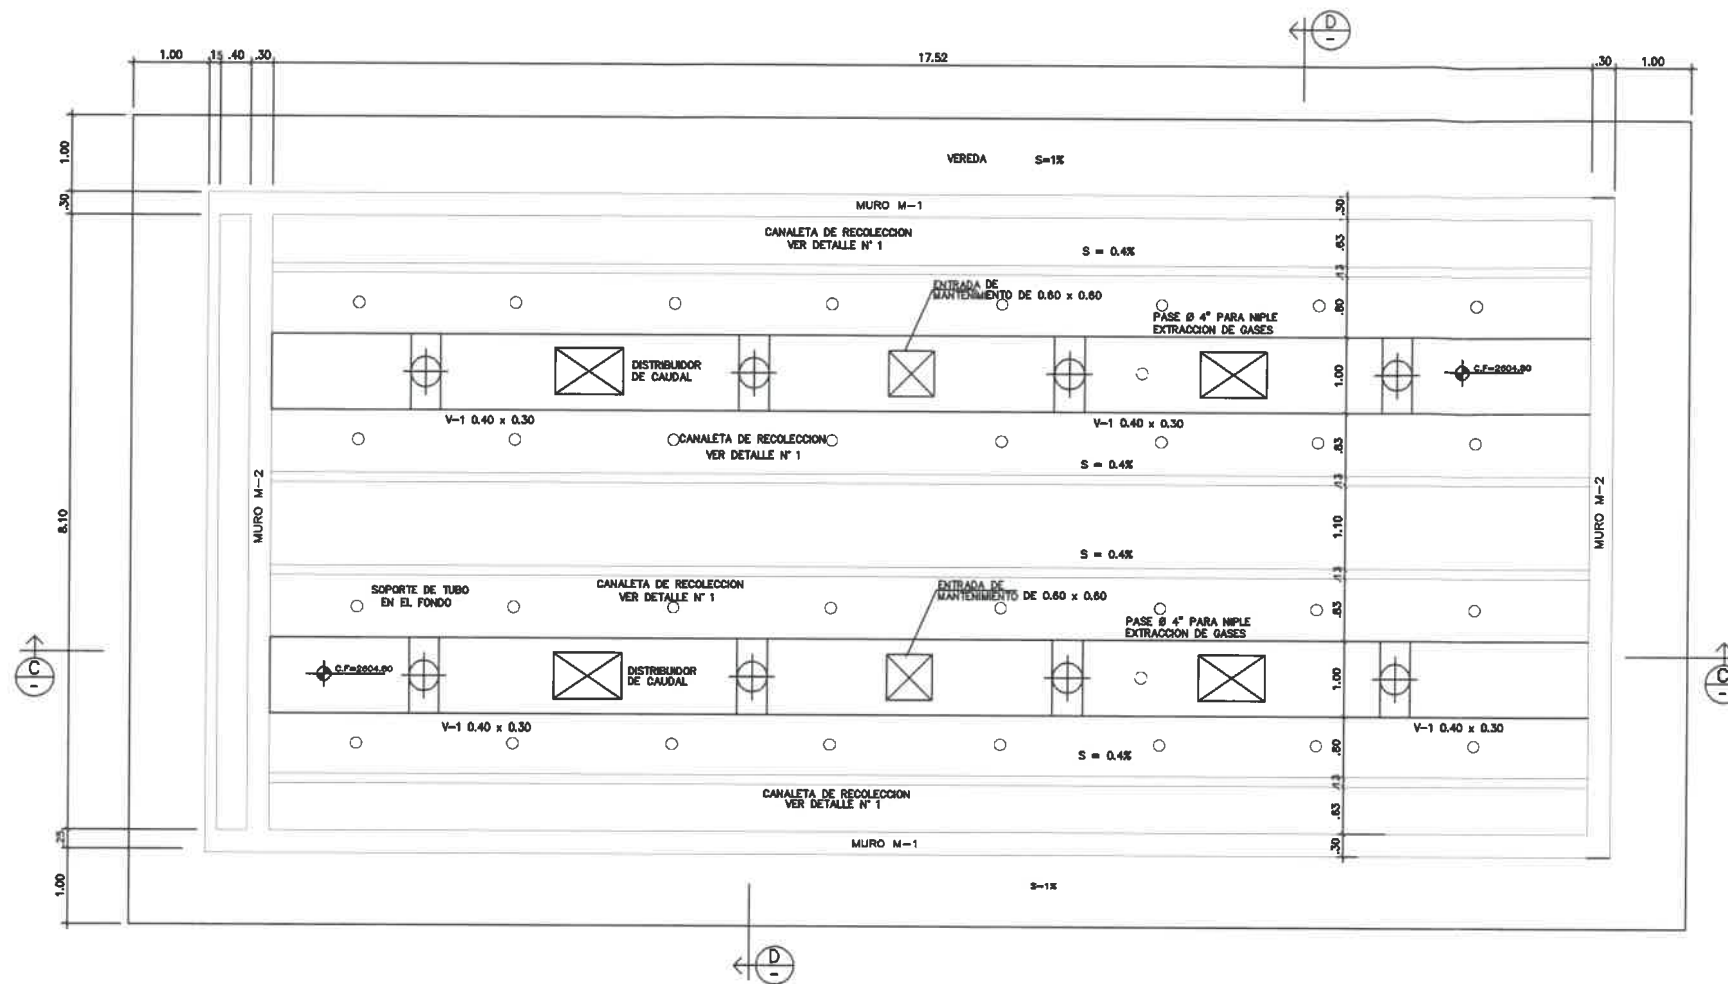 D
-
1.00 .15 .40 .30 17.52 .30 1.00
1.00
VEREDA S=1%
.30
MURO M-1
.30
CANALETA DE RECOLECCION
VER DETALLE N° 1
.63
S = 0.4%
.13
ENTRADA DE
MANTENIMIENTO DE 0.60 x 0.60
.80
PASE Ø 4" PARA NIPLE
EXTRACCION DE GASES
DISTRIBUIDOR
DE CAUDAL
1.00
C.F=2604.80
V-1 0.40 x 0.30
V-1 0.40 x 0.30
CANALETA DE RECOLECCION
VER DETALLE N° 1
.83
S = 0.4%
.13
MURO M-2
MURO M-2
8.10
1.10
S = 0.4%
.13
SOPORTE DE TUBO
EN EL FONDO
CANALETA DE RECOLECCION
VER DETALLE N° 1
ENTRADA DE
MANTENIMIENTO DE 0.60 x 0.60
.83
PASE Ø 4" PARA NIPLE
EXTRACCION DE GASES
C
-
C.F=2604.80
DISTRIBUIDOR
DE CAUDAL
1.00
C
-
V-1 0.40 x 0.30
V-1 0.40 x 0.30
.80
S = 0.4%
.13
CANALETA DE RECOLECCION
VER DETALLE N° 1
.63
.25
MURO M-1
.30
1.00
S=1%
D
-